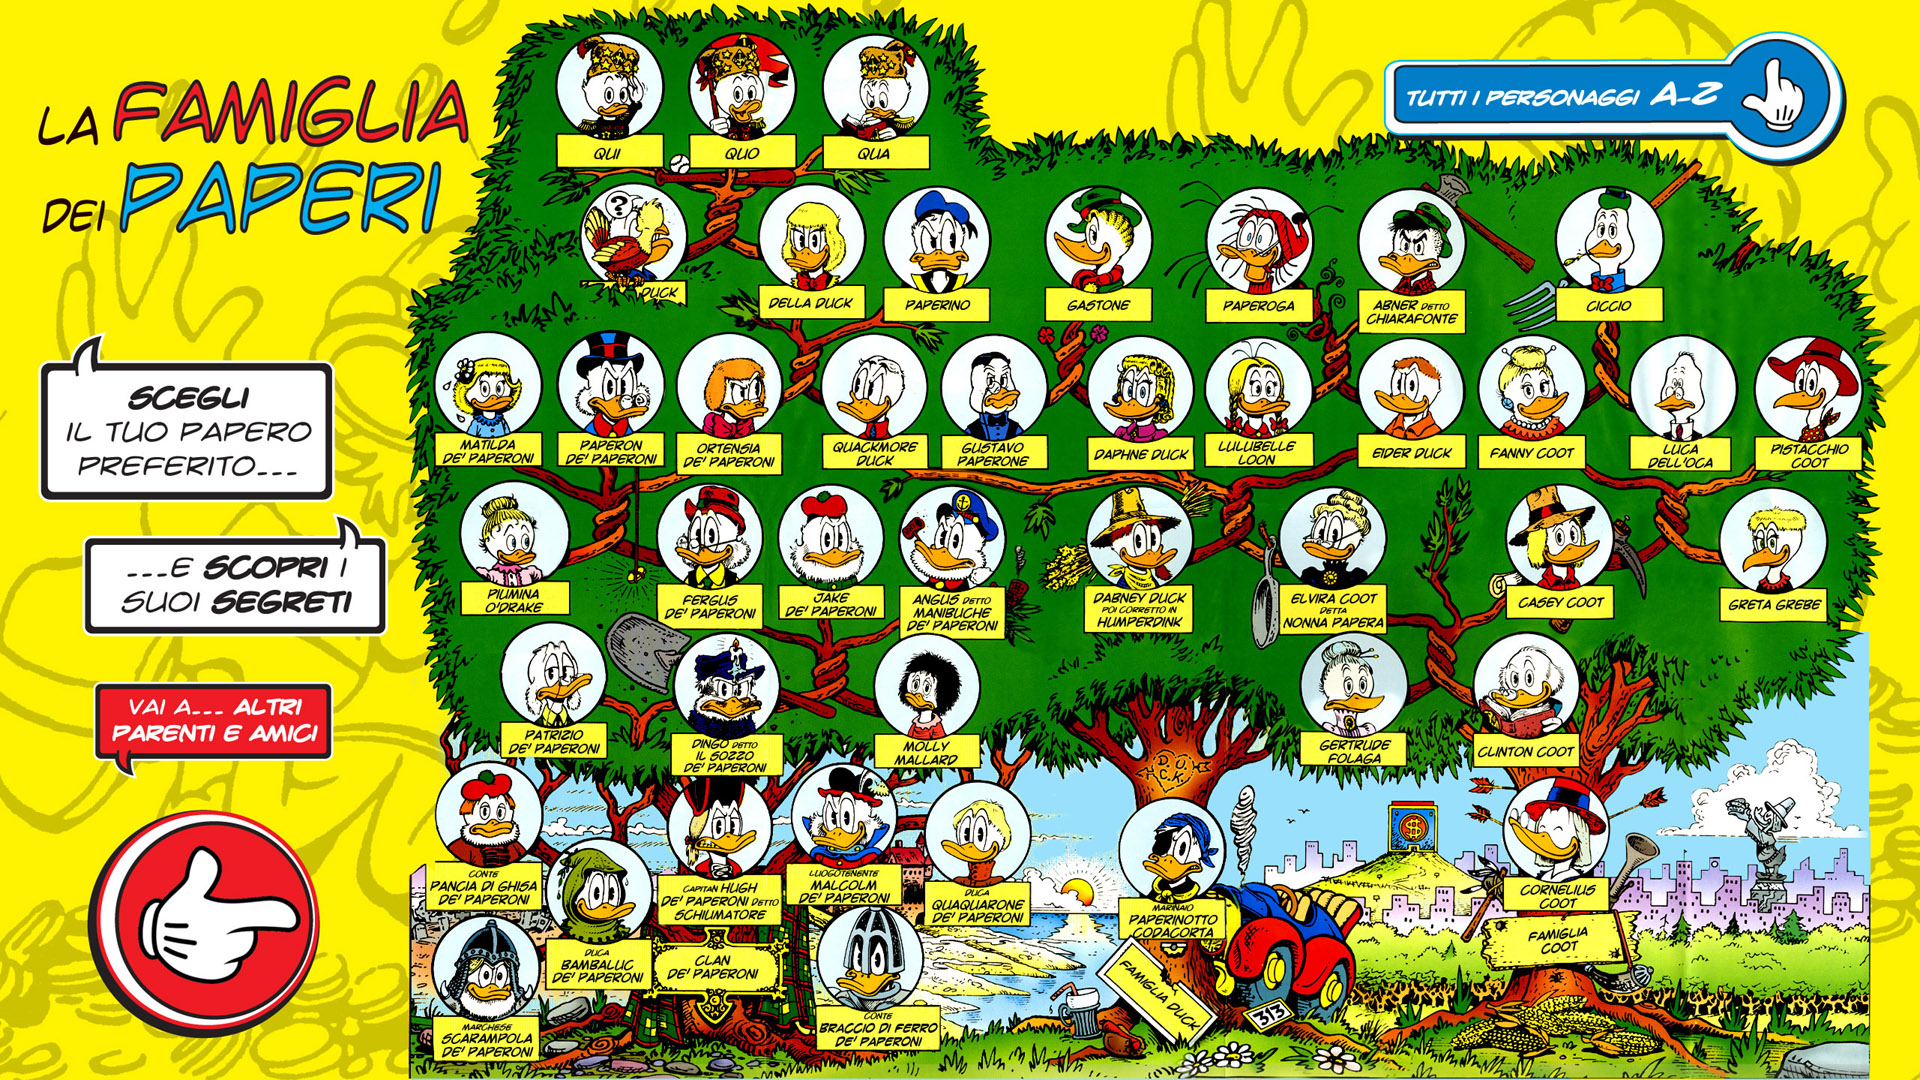 LA FAMIGLIA
DEI PAPERI
TUTTI I PERSONAGGI A-Z
SCEGLI
IL TUO PAPERO
PREFERITO...
...E SCOPRI I
SUOI SEGRETI
VAI A... ALTRI
PARENTI E AMICI
QUI
QUO
QUA
?
DUCK
DELLA DUCK
PAPERINO
GASTONE
PAPEROGA
ABNER DETTO
CHIARAFONTE
CICCIO
MATILDA
DE' PAPERONI
PAPERON
DE' PAPERONI
ORTENSIA
DE' PAPERONI
QUACKMORE
DUCK
GUSTAVO
PAPERONE
DAPHNE DUCK
LULLIBELLE
LOON
EIDER DUCK
FANNY COOT
LUCA
DELL'OCA
PISTACCHIO
COOT
PIUMINA
O'DRAKE
FERGUS
DE' PAPERONI
JAKE
DE' PAPERONI
ANGUS DETTO
MANIBUCHE
DE' PAPERONI
DABNEY DUCK
POI CORRETTO IN
HUMPERDINK
ELVIRA COOT
DETTA
NONNA PAPERA
CASEY COOT
GRETA GREBE
PATRIZIO
DE' PAPERONI
DINGO DETTO
IL SOZZO
DE' PAPERONI
MOLLY
MALLARD
GERTRUDE
FOLAGA
CLINTON COOT
D.U.
C.K.
CONTE
PANCIA DI GHISA
DE' PAPERONI
DUCA
BAMBALUC
DE' PAPERONI
CAPITAN HUGH
DE' PAPERONI DETTO
SCHIUMATORE
LUOGOTENENTE
MALCOLM
DE' PAPERONI
DUCA
QUAQUARONE
DE' PAPERONI
MARINAIO
PAPERINOTTO
CODACORTA
CORNELIUS
COOT
FAMIGLIA
COOT
CLAN
DE' PAPERONI
FAMIGLIA DUCK
313
MARCHESE
SCARAMPOLA
DE' PAPERONI
CONTE
BRACCIO DI FERRO
DE' PAPERONI